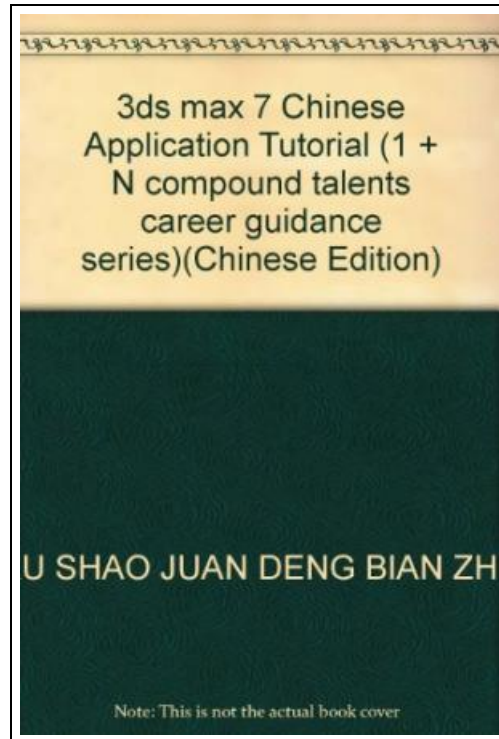 3ds max 7 Chinese
Application Tutorial (1 +
N compound talents
career guidance
series)(Chinese Edition)
U SHAO JUAN DENG BIAN ZH
Note: This is not the actual book cover